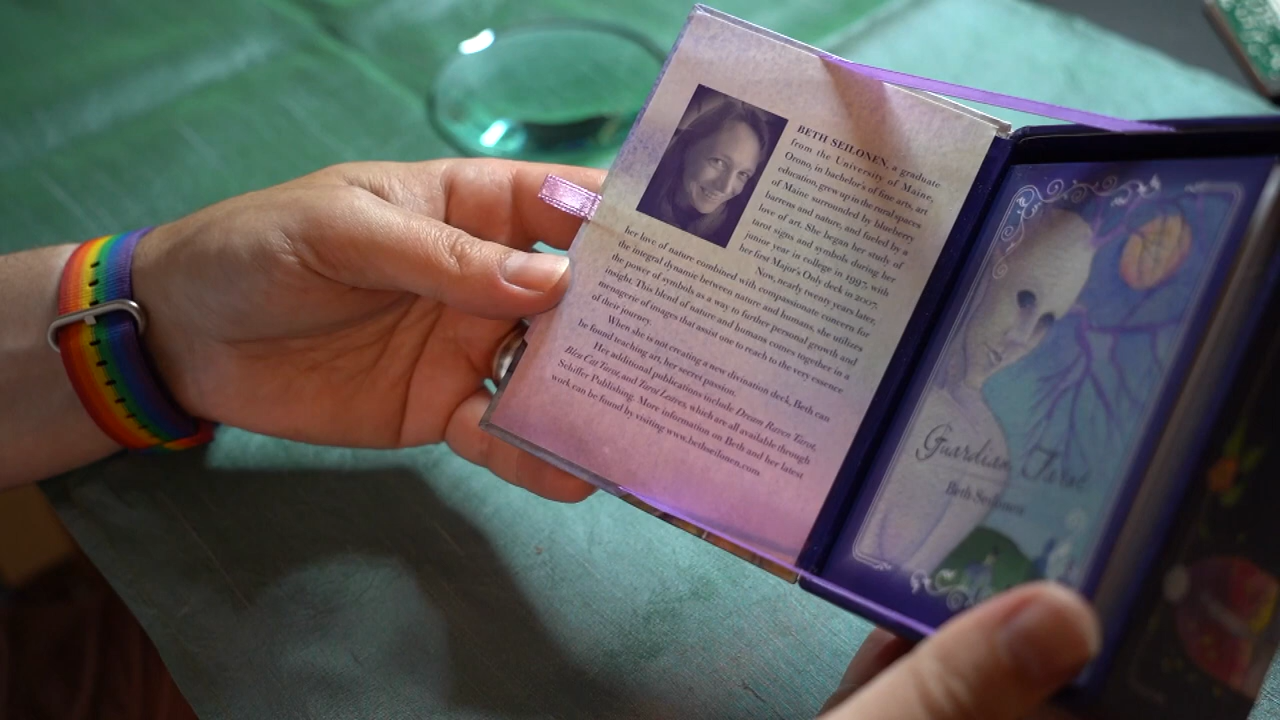 BETH SEILONEN, a graduate
from the University of Maine,
Orono, in bachelor's of fine arts, art
education, grew up in the rural spaces
of Maine surrounded by blueberry
barrens and nature, and fueled by a
love of art. She began her study of
tarot signs and symbols during her
junior year in college in 1997, with
her first Major's Only deck in 2007.
Now, nearly twenty years later,
her love of nature combined with compassionate concern for
the integral dynamic between nature and humans, she utilizes
the power of symbols as a way to further personal growth and
insight. This blend of nature and humans comes together in a
menagerie of images that assist one to reach to the very essence
of their journey.
When she is not creating a new divination deck, Beth can
be found teaching art, her secret passion.
Her additional publications include Dream Raven Tarot,
Bleu Cat Tarot, and Tarot Leaves, which are all available through
Schiffer Publishing. More information on Beth and her latest
work can be found by visiting www.bethseilonen.com
Guardian Tarot
Beth Seilonen